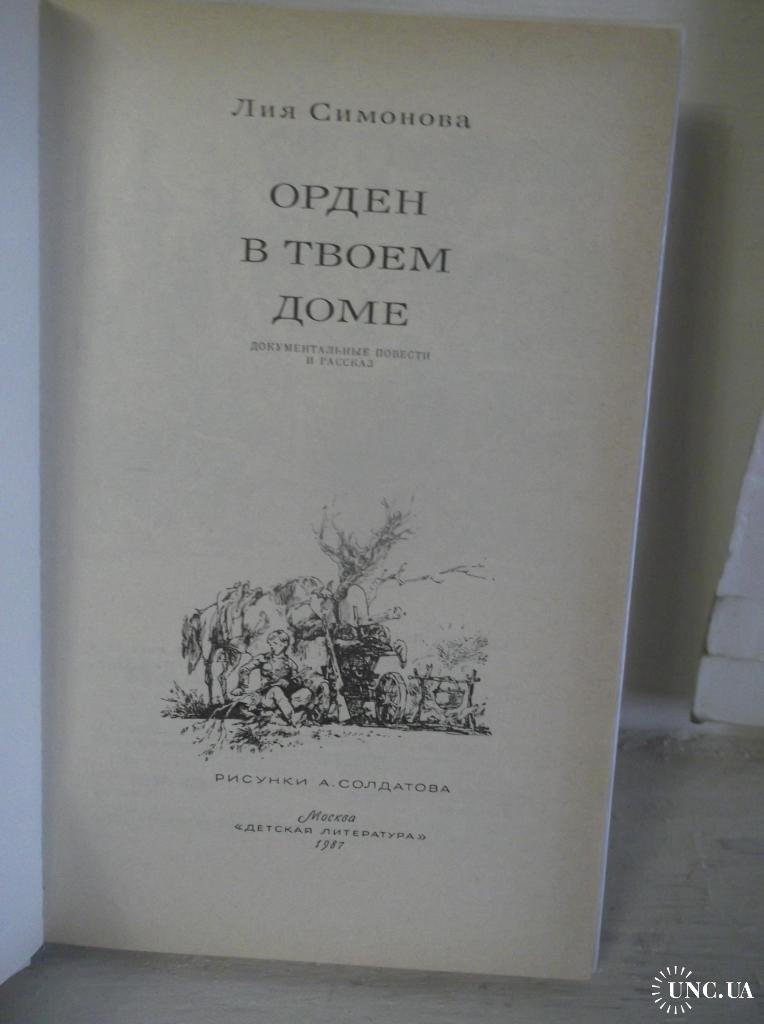 Лия Симонова
ОРДЕН
В ТВОЕМ
ДОМЕ
ДОКУМЕНТАЛЬНЫЕ ПОВЕСТИ
И РАССКАЗ
РИСУНКИ А. СОЛДАТОВА
Москва
«ДЕТСКАЯ ЛИТЕРАТУРА»
1987
UNC.UA